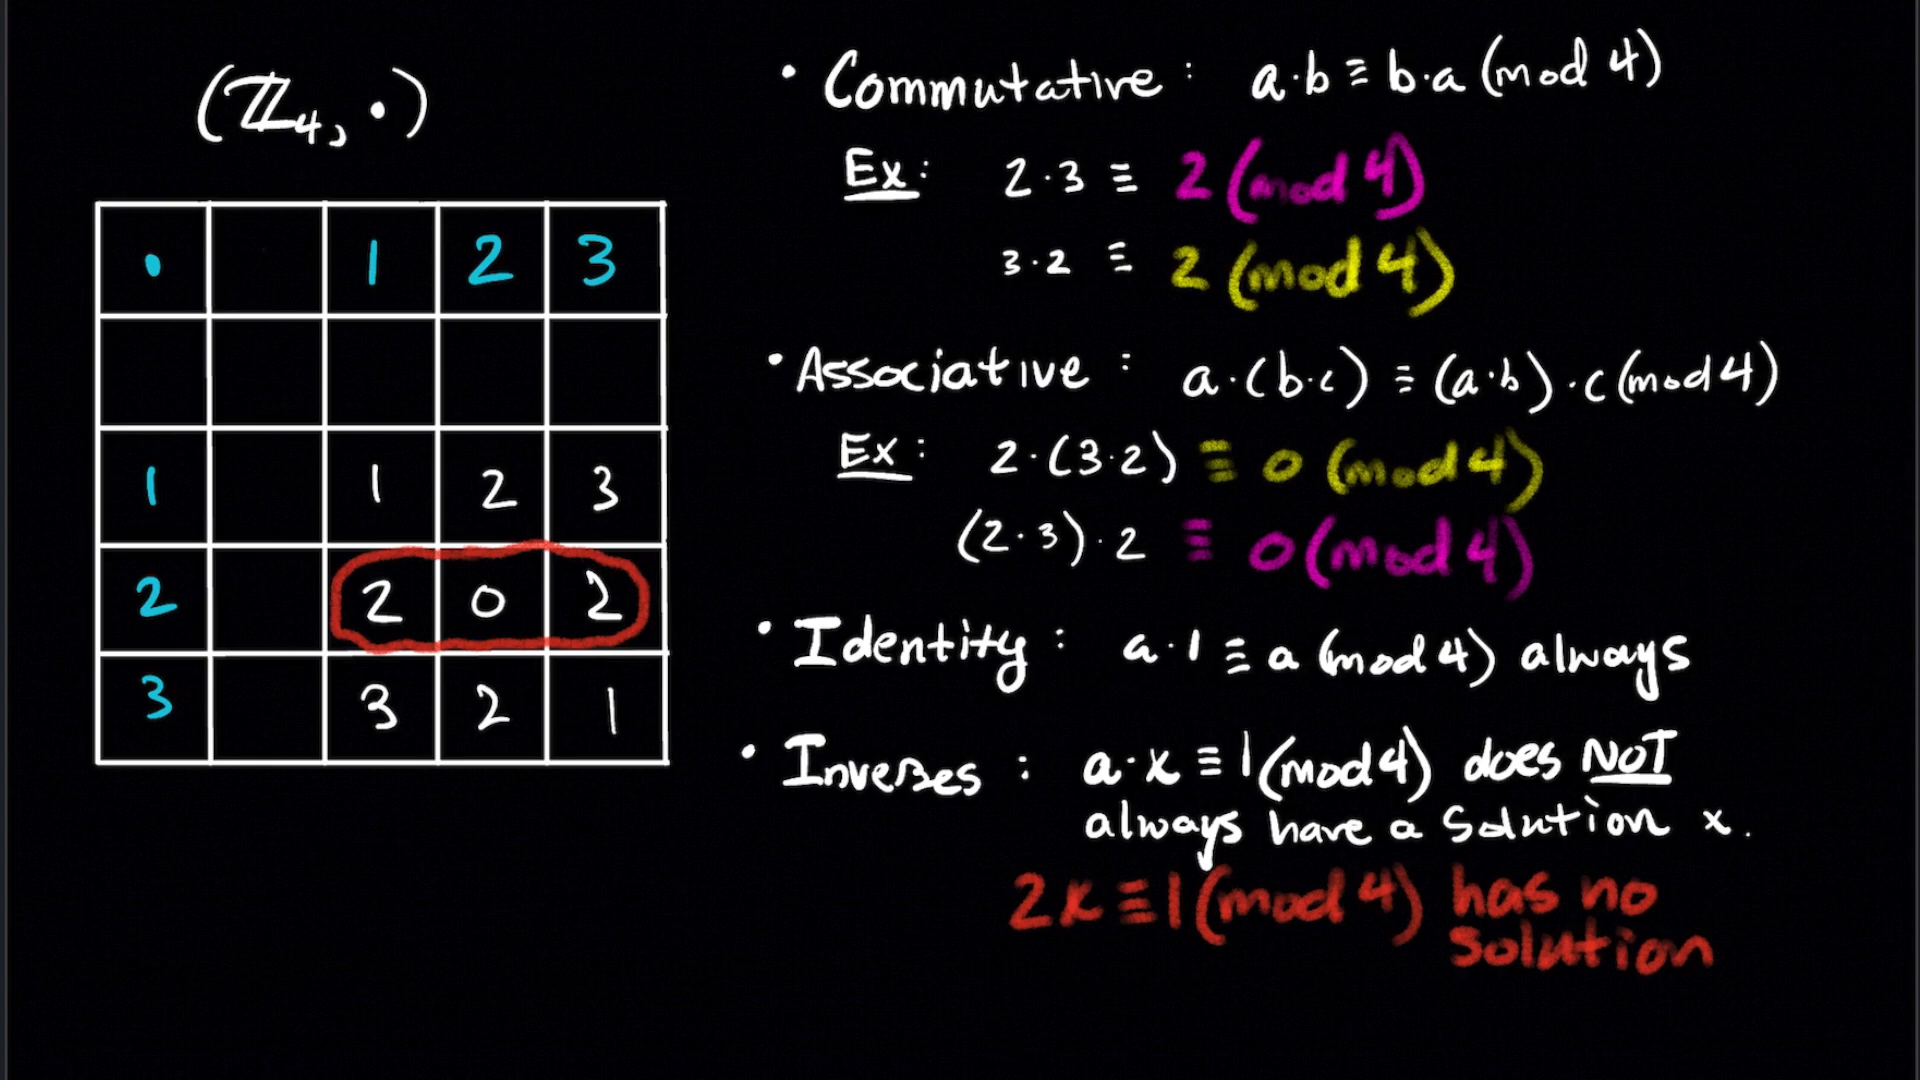 (ℤ₄, •)
• 1 2 3
1 1 2 3
2 2 0 2
3 3 2 1
• Commutative : a·b ≡ b·a (mod 4)
Ex: 2·3 ≡ 2 (mod 4)
3·2 ≡ 2 (mod 4)
• Associative : a·(b·c) ≡ (a·b)·c (mod 4)
Ex: 2·(3·2) ≡ 0 (mod 4)
(2·3)·2 ≡ 0 (mod 4)
• Identity : a·1 ≡ a (mod 4) always
• Inverses : a·x ≡ 1 (mod 4) does NOT
always have a solution x.
2x ≡ 1 (mod 4) has no
solution